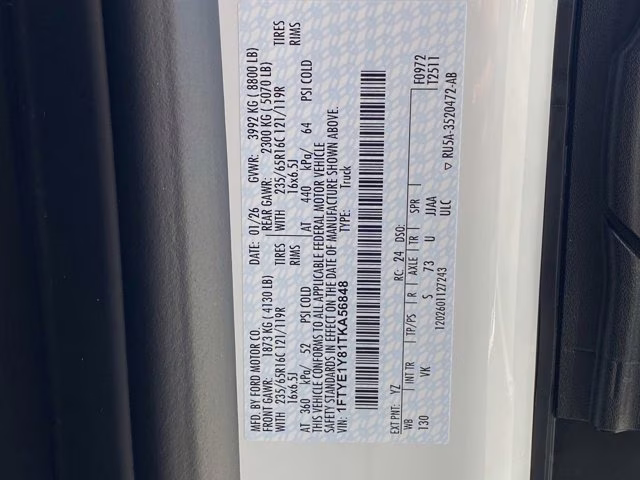 MFD. BY FORD MOTOR CO. DATE: 01/26 GVWR: 3992 KG ( 8800 LB)
FRONT GAWR: 1873 KG ( 4130 LB) REAR GAWR: 2300 KG ( 5070 LB)
WITH 235/65R16C 121/119R TIRES WITH 235/65R16C 121/119R TIRES
16x6.5J RIMS 16x6.5J RIMS
AT 360 kPa/ 52 PSI COLD AT 440 kPa/ 64 PSI COLD
THIS VEHICLE CONFORMS TO ALL APPLICABLE FEDERAL MOTOR VEHICLE
SAFETY STANDARDS IN EFFECT ON THE DATE OF MANUFACTURE SHOWN ABOVE.
VIN: 1FTYE1Y81TKA56848 TYPE: Truck
EXT PNT: YZ RC: 24 DSO: F0972
WB INT TR TP/PS R AXLE TR SPR T2511
130 VK S 73 U JJAA
1202601127243 ULC
▷ RU5A-3520472-AB